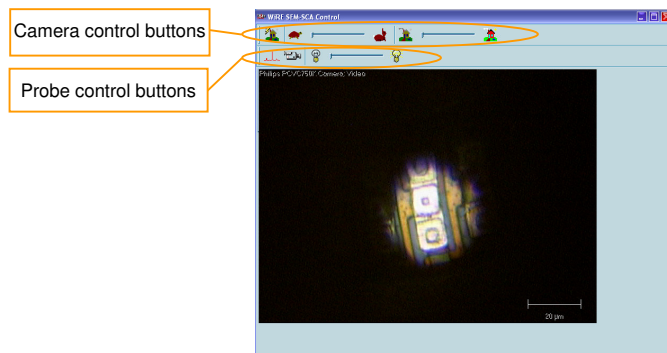 Camera control buttons
Probe control buttons
WiRE SEM-SCA Control
Philips PCVC750K Camera: Video
20 µm